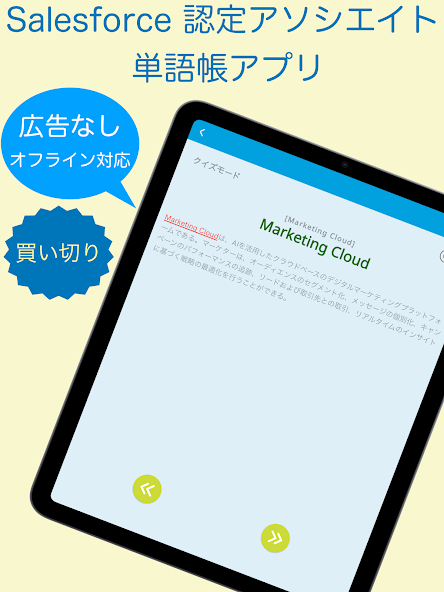 Salesforce 認定アソシエイト
単語帳アプリ
広告なし
オフライン対応
買い切り
クイズモード
[Marketing Cloud]
Marketing Cloud
Marketing Cloudは、AIを活用したクラウドベースのデジタルマーケティングプラットフォ
ームである。マーケターは、オーディエンスのセグメント化、メッセージの個別化、キャン
ペーンのパフォーマンスの追跡、リードおよび取引先との取引、リアルタイムのインサイト
に基づく戦略の最適化を行うことができる。